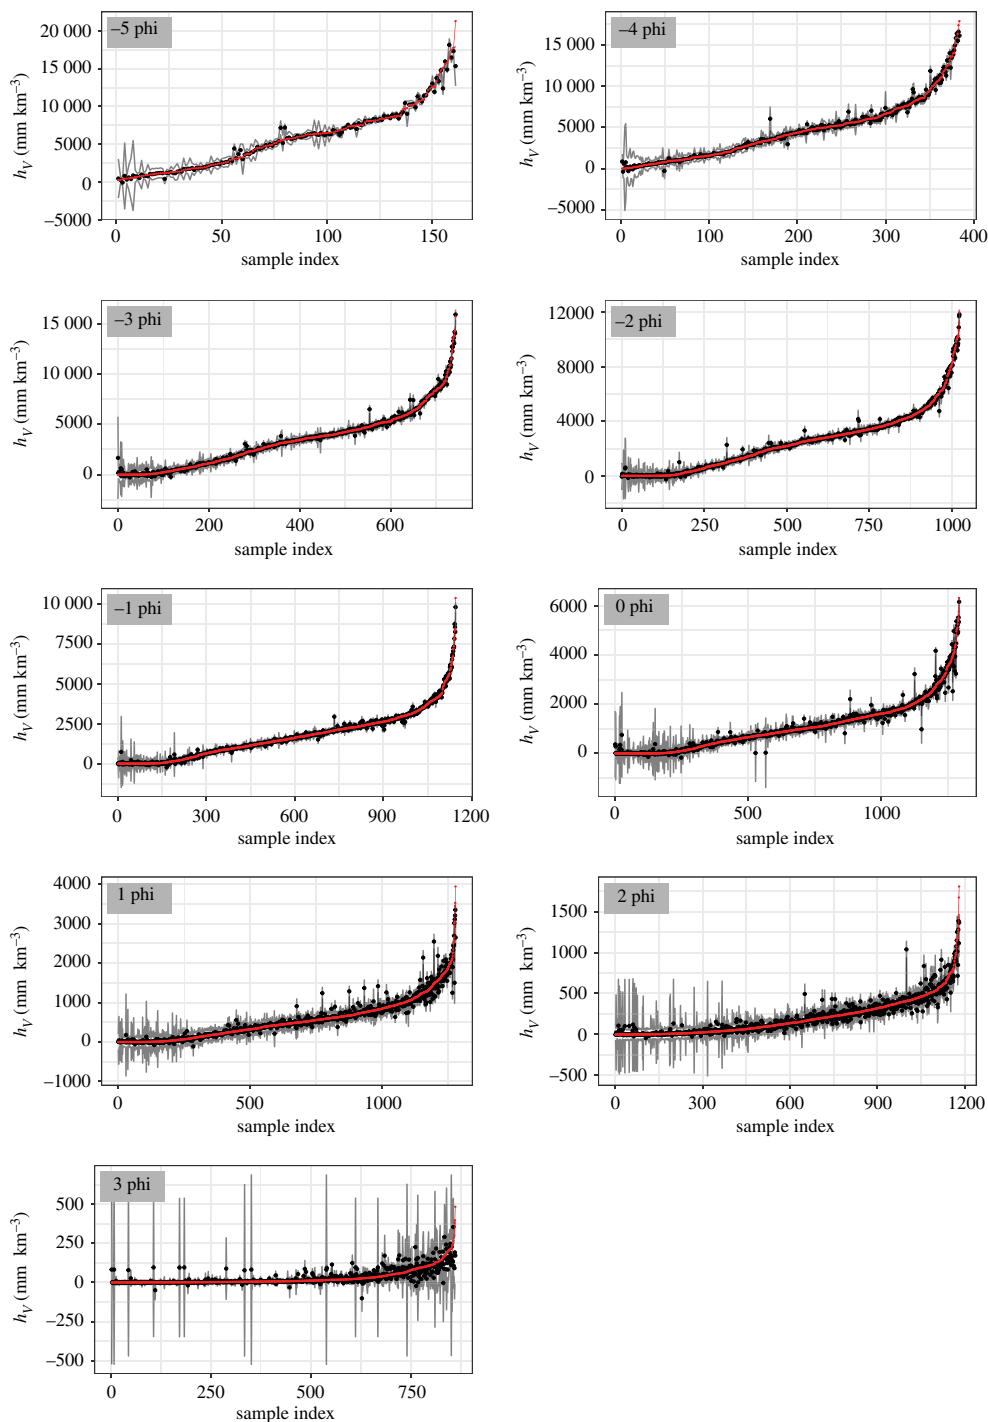 –5 phi
20 000
15 000
10 000
5000
0
–5000
h_V (mm km⁻³)
0 50 100 150
sample index
–4 phi
15 000
10 000
5000
0
–5000
h_V (mm km⁻³)
0 100 200 300 400
sample index
–3 phi
15 000
10 000
5000
0
h_V (mm km⁻³)
0 200 400 600
sample index
–2 phi
12000
8000
4000
0
h_V (mm km⁻³)
0 250 500 750 1000
sample index
–1 phi
10 000
7500
5000
2500
0
h_V (mm km⁻³)
0 300 600 900 1200
sample index
0 phi
6000
4000
2000
0
h_V (mm km⁻³)
0 500 1000
sample index
1 phi
4000
3000
2000
1000
0
–1000
h_V (mm km⁻³)
0 500 1000
sample index
2 phi
1500
1000
500
0
–500
h_V (mm km⁻³)
0 300 600 900 1200
sample index
3 phi
500
250
0
–250
–500
h_V (mm km⁻³)
0 250 500 750
sample index